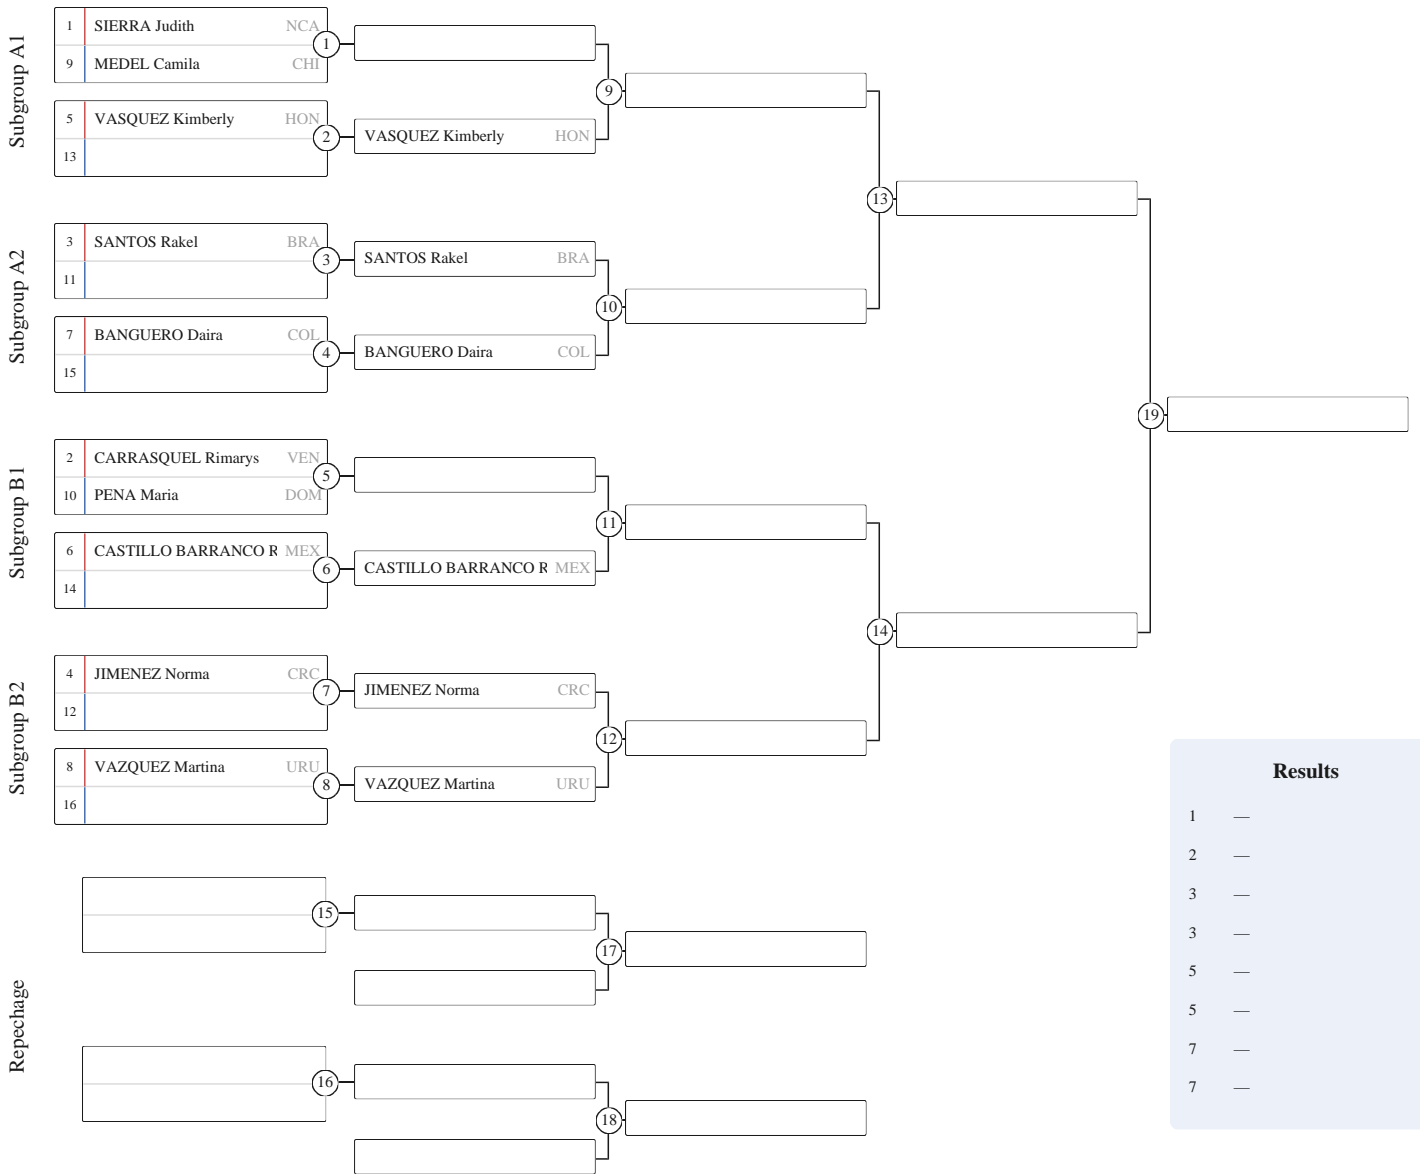 Subgroup A1
1 SIERRA Judith NCA
9 MEDEL Camila CHI
1
5 VASQUEZ Kimberly HON
13
2
VASQUEZ Kimberly HON
9
Subgroup A2
3 SANTOS Rakel BRA
11
3
SANTOS Rakel BRA
7 BANGUERO Daira COL
15
4
BANGUERO Daira COL
10
13
Subgroup B1
2 CARRASQUEL Rimarys VEN
10 PENA Maria DOM
5
6 CASTILLO BARRANCO R MEX
14
6
CASTILLO BARRANCO R MEX
11
Subgroup B2
4 JIMENEZ Norma CRC
12
7
JIMENEZ Norma CRC
8 VAZQUEZ Martina URU
16
8
VAZQUEZ Martina URU
12
14
19
Repechage
15
17
16
18
Results
1 —
2 —
3 —
3 —
5 —
5 —
7 —
7 —